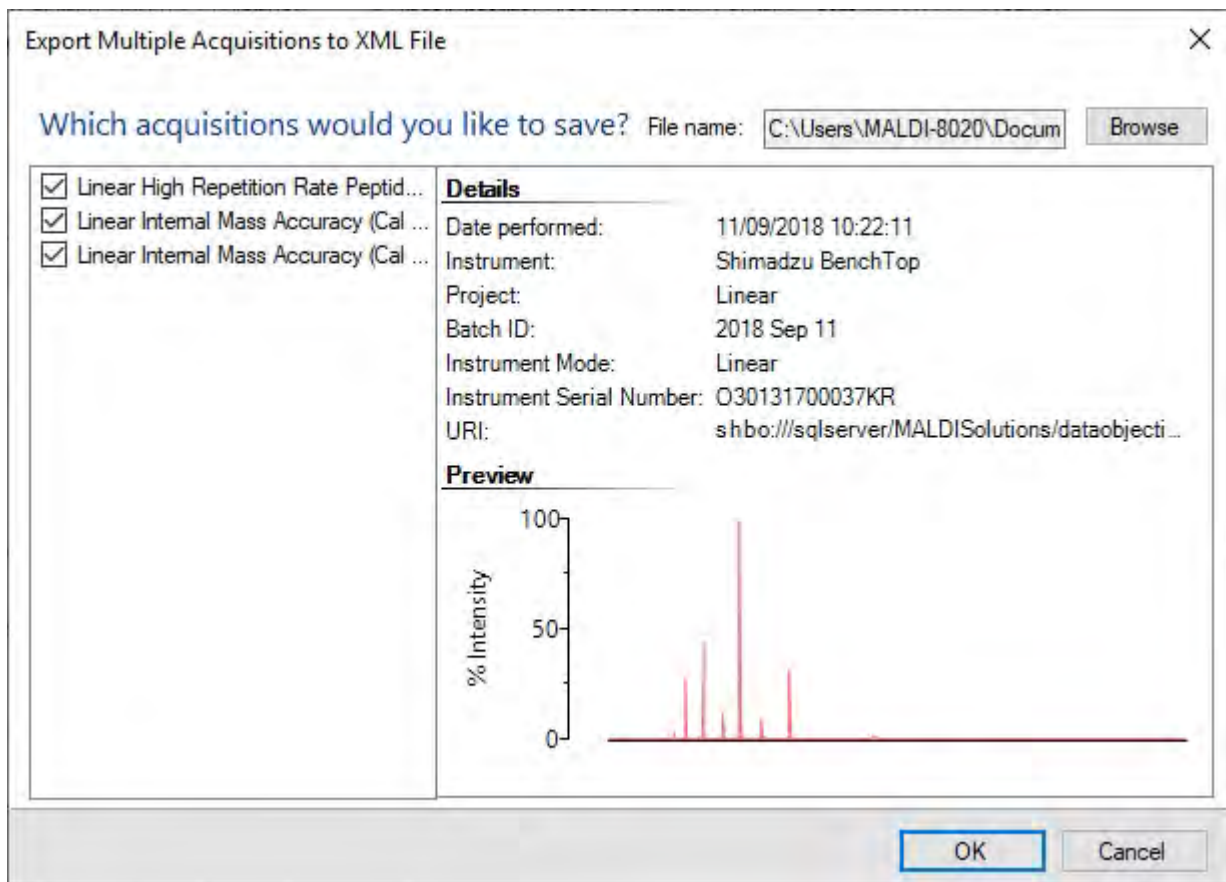 Export Multiple Acquisitions to XML File
Which acquisitions would you like to save? File name: C:\Users\MALDI-8020\Docum Browse
Linear High Repetition Rate Peptid...
Linear Internal Mass Accuracy (Cal ...
Linear Internal Mass Accuracy (Cal ...
Details
Date performed: 11/09/2018 10:22:11
Instrument: Shimadzu BenchTop
Project: Linear
Batch ID: 2018 Sep 11
Instrument Mode: Linear
Instrument Serial Number: O30131700037KR
URI: shbo:///sqlserver/MALDISolutions/dataobjecti...
Preview
% Intensity
100
50
0
OK Cancel